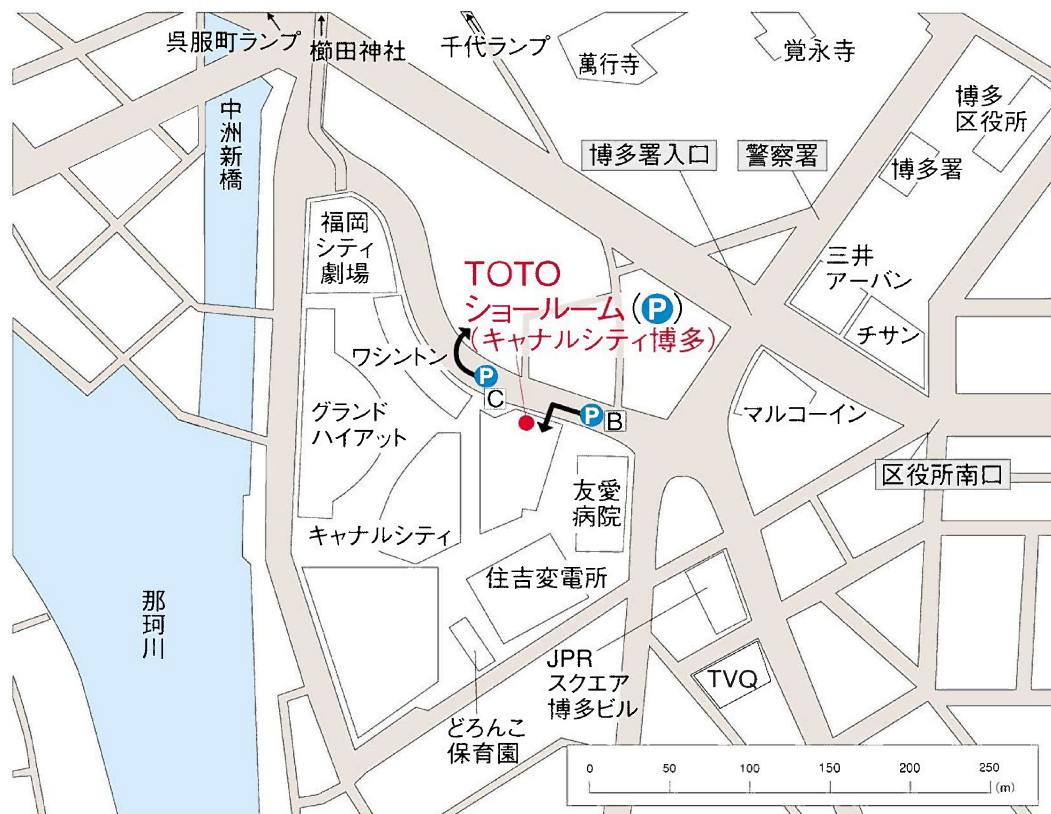 呉服町ランプ
櫛田神社
千代ランプ
萬行寺
覚永寺
博多
区役所
中洲新橋
博多署入口
警察署
博多署
福岡
シティ
劇場
三井
アーバン
TOTO
ショールーム(P)
(キャナルシティ博多)
チサン
ワシントン
P
C
P
B
マルコーイン
グランド
ハイアット
区役所南口
友愛
病院
キャナルシティ
住吉変電所
那珂川
JPR
スクエア
博多ビル
TVQ
どろんこ
保育園
0 50 100 150 200 250
(m)